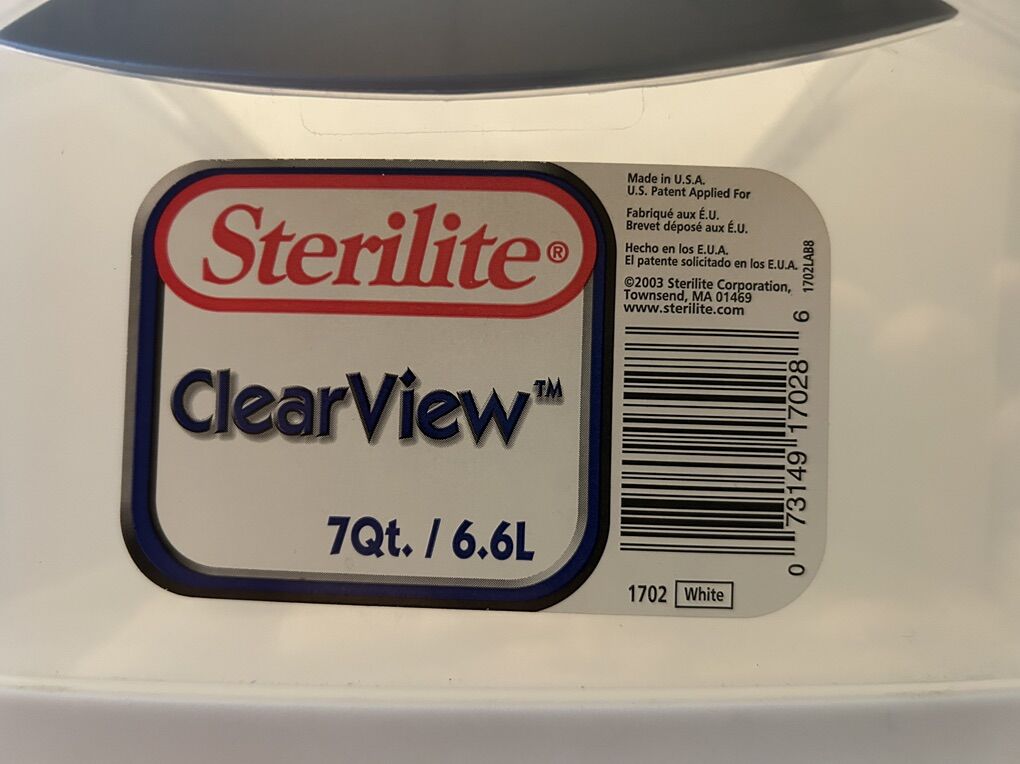 Sterilite®
ClearView™
7Qt. / 6.6L
Made in U.S.A.
U.S. Patent Applied For
Fabriqué aux É.U.
Brevet déposé aux É.U.
Hecho en los E.U.A.
El patente solicitado en los E.U.A.
©2003 Sterilite Corporation,
Townsend, MA 01469
www.sterilite.com
1702LAB8
0 73149 17028 6
1702 White